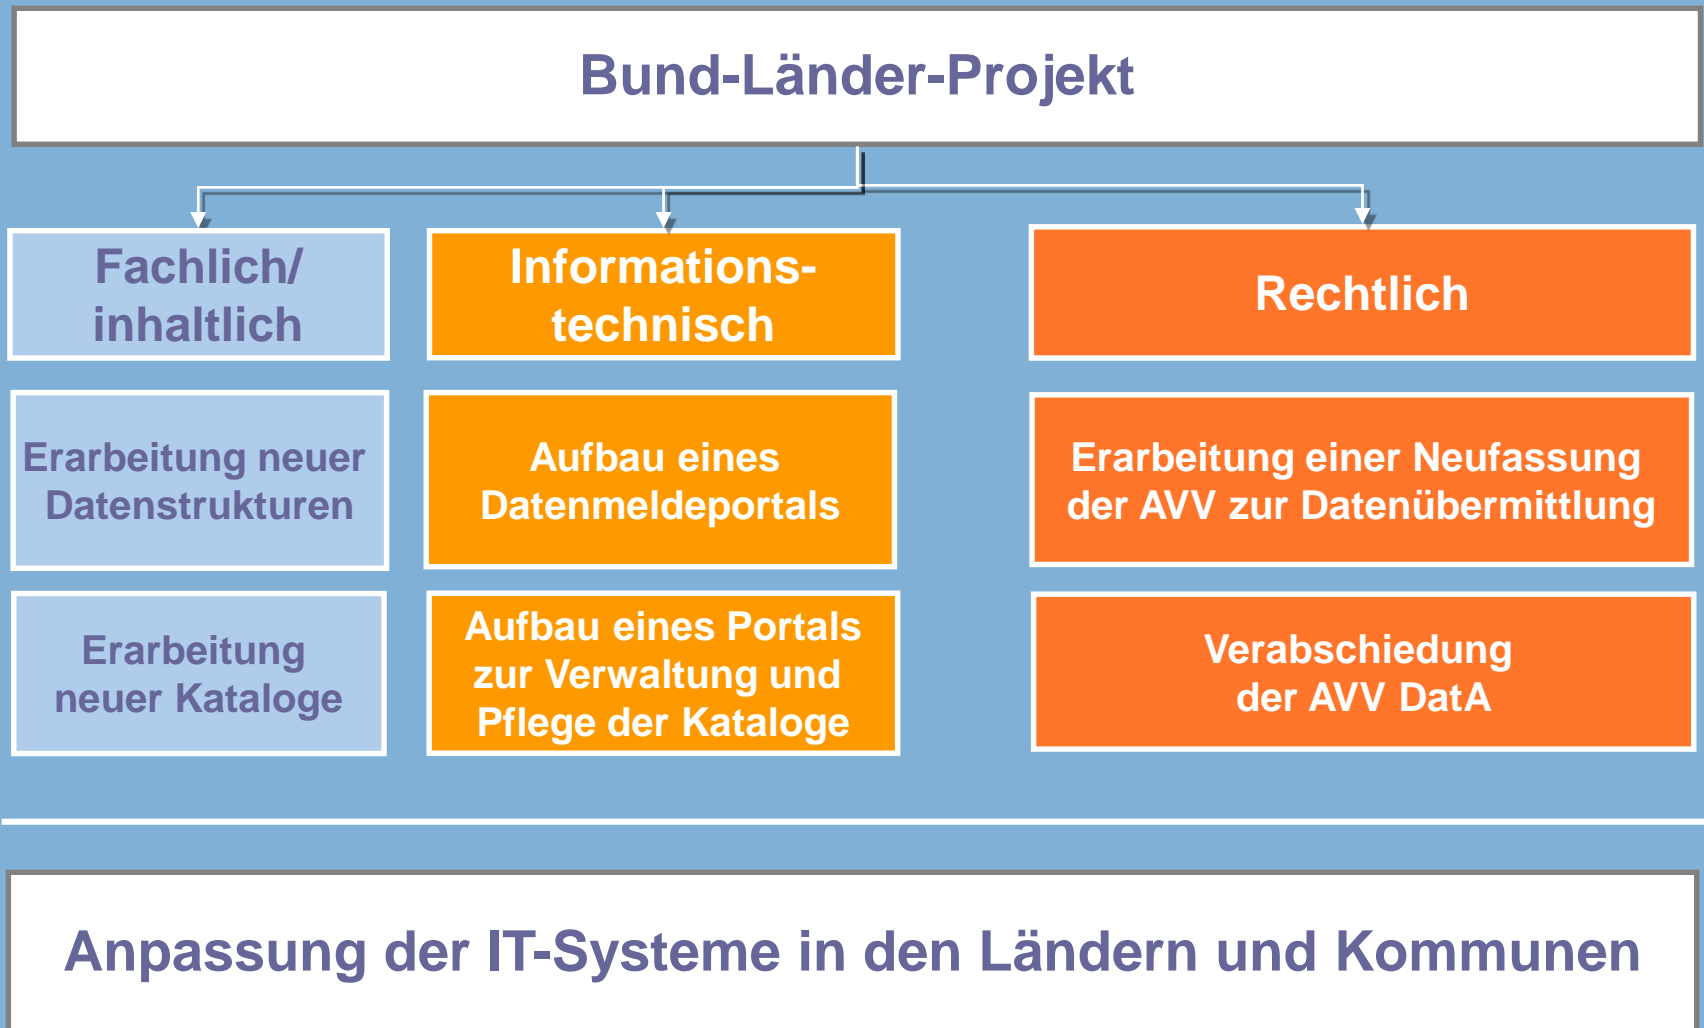 Bund-Länder-Projekt
Fachlich/
inhaltlich
Informations-
technisch
Rechtlich
Erarbeitung neuer
Datenstrukturen
Aufbau eines
Datenmeldeportals
Erarbeitung einer Neufassung
der AVV zur Datenübermittlung
Erarbeitung
neuer Kataloge
Aufbau eines Portals
zur Verwaltung und
Pflege der Kataloge
Verabschiedung
der AVV DatA
Anpassung der IT-Systeme in den Ländern und Kommunen